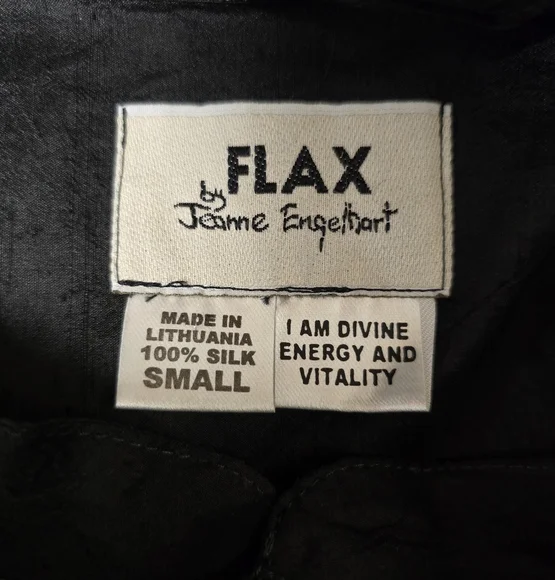 FLAX
by
Jeanne Engelhart
MADE IN
LITHUANIA
100% SILK
SMALL
I AM DIVINE
ENERGY AND
VITALITY